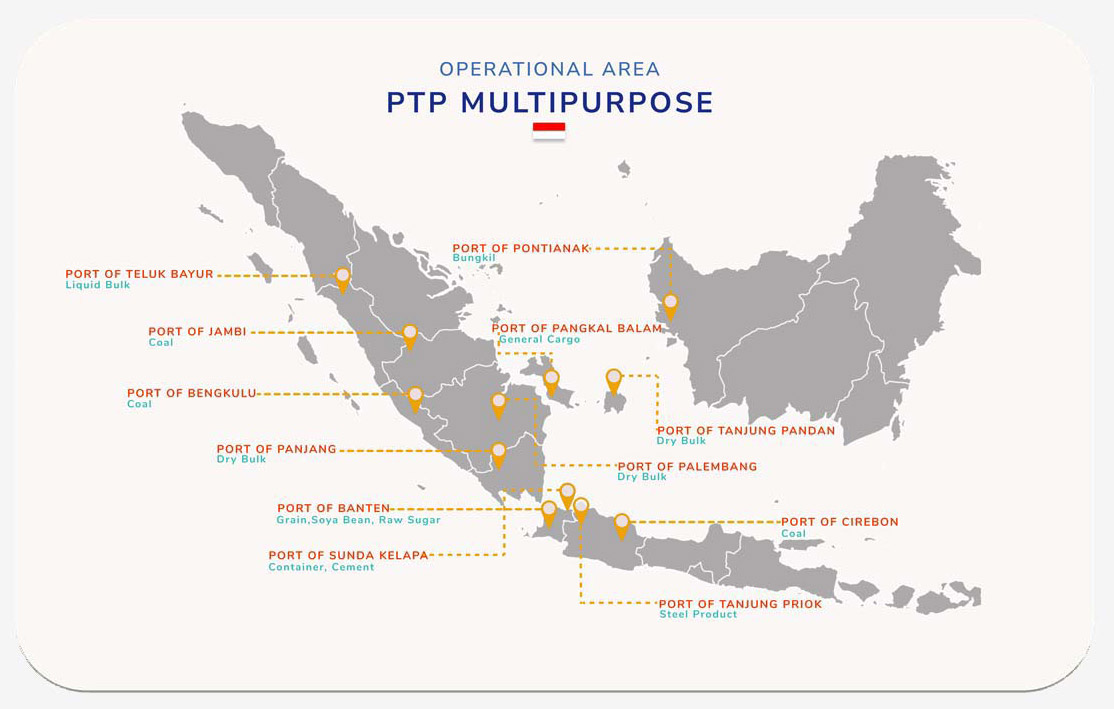 OPERATIONAL AREA
PTP MULTIPURPOSE
PORT OF PONTIANAK
Bungkil
PORT OF TELUK BAYUR
Liquid Bulk
PORT OF JAMBI
Coal
PORT OF PANGKAL BALAM
General Cargo
PORT OF BENGKULU
Coal
PORT OF TANJUNG PANDAN
Dry Bulk
PORT OF PANJANG
Dry Bulk
PORT OF PALEMBANG
Dry Bulk
PORT OF BANTEN
Grain,Soya Bean, Raw Sugar
PORT OF CIREBON
Coal
PORT OF SUNDA KELAPA
Container, Cement
PORT OF TANJUNG PRIOK
Steel Product